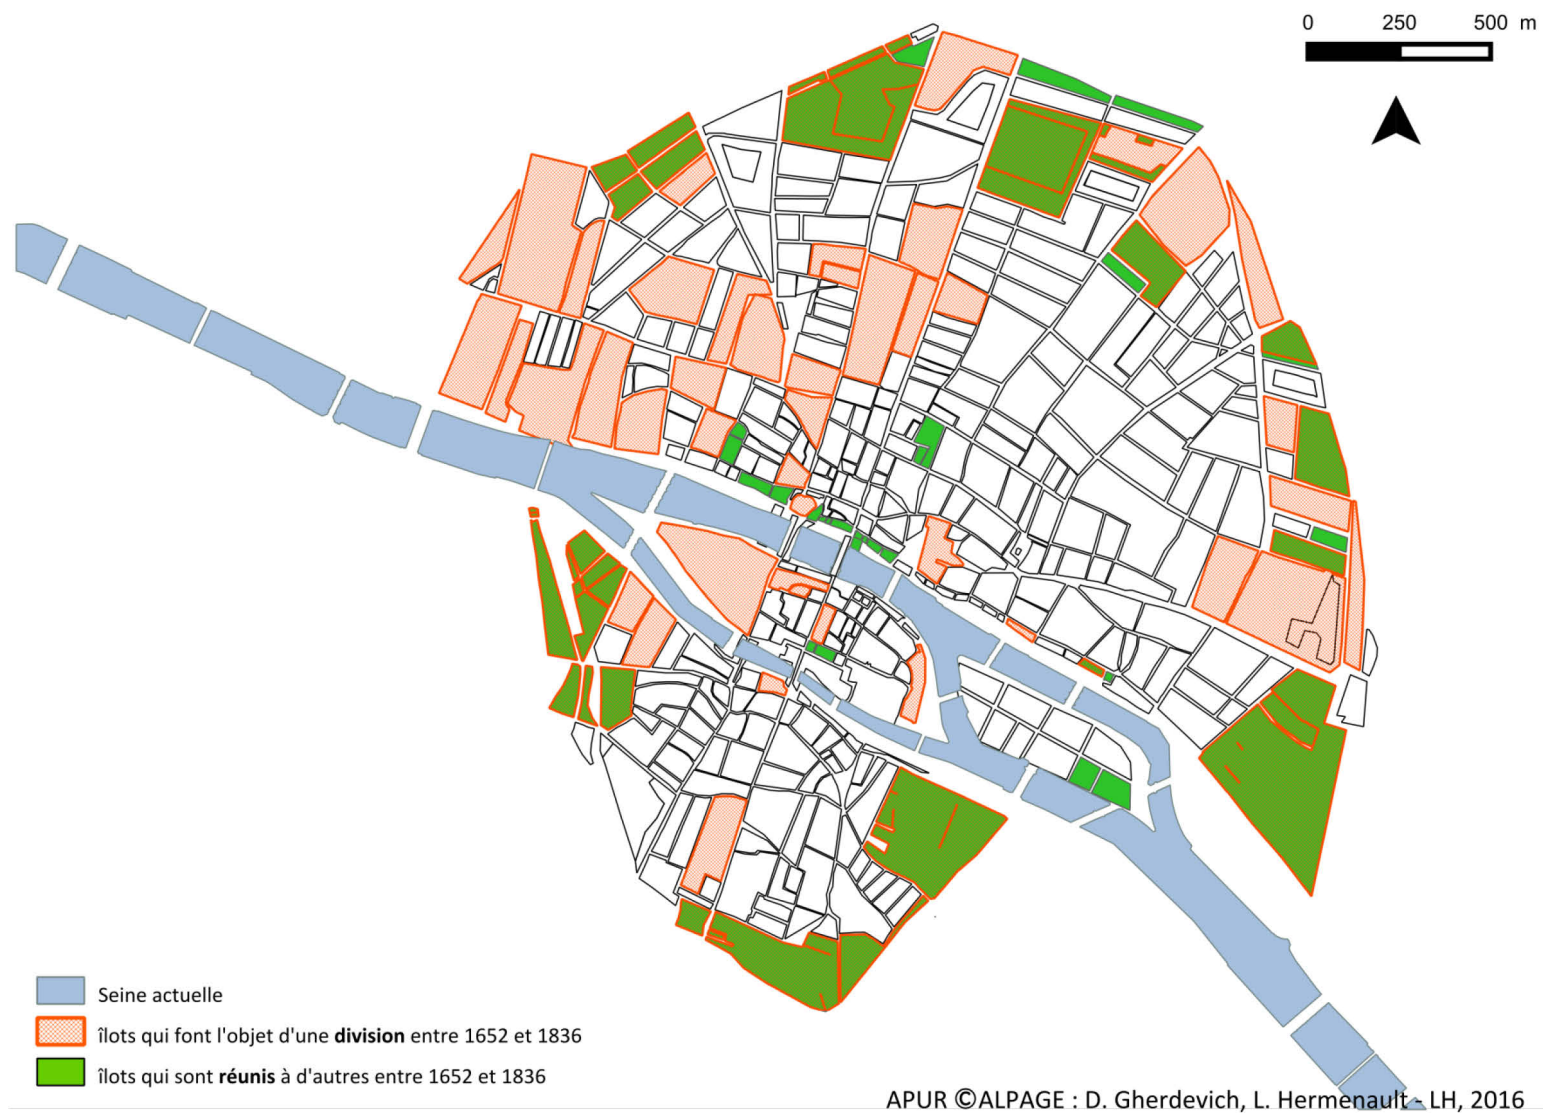 0 250 500 m
Seine actuelle
îlots qui font l'objet d'une division entre 1652 et 1836
îlots qui sont réunis à d'autres entre 1652 et 1836
APUR ©ALPAGE : D. Gherdevich, L. Hermenault - LH, 2016